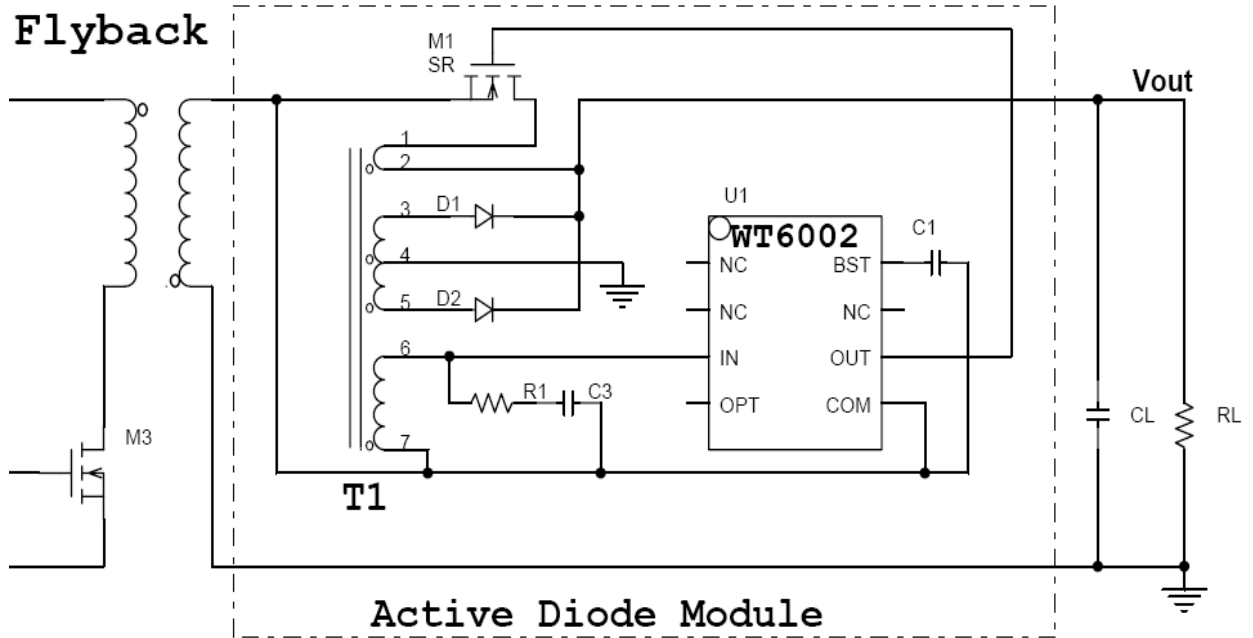 Flyback
M1
SR
Vout
1
2
3
D1
4
5
D2
6
7
R1
C3
U1
WT6002
C1
NC
BST
NC
NC
IN
OUT
OPT
COM
CL
RL
M3
T1
Active Diode Module